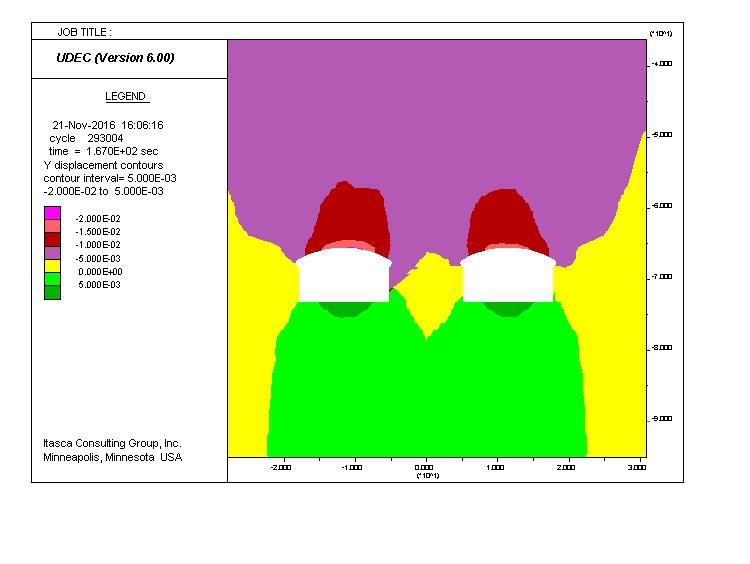 JOB TITLE :
UDEC (Version 6.00)
LEGEND
21-Nov-2016 16:06:16
cycle 293004
time = 1.670E+02 sec
Y displacement contours
contour interval= 5.000E-03
-2.000E-02 to 5.000E-03
-2.000E-02
-1.500E-02
-1.000E-02
-5.000E-03
0.000E+00
5.000E-03
Itasca Consulting Group, Inc.
Minneapolis, Minnesota USA
(*10^1)
-4.000
-5.000
-6.000
-7.000
-8.000
-9.000
-2.000 -1.000 0.000 1.000 2.000 3.000
(*10^1)